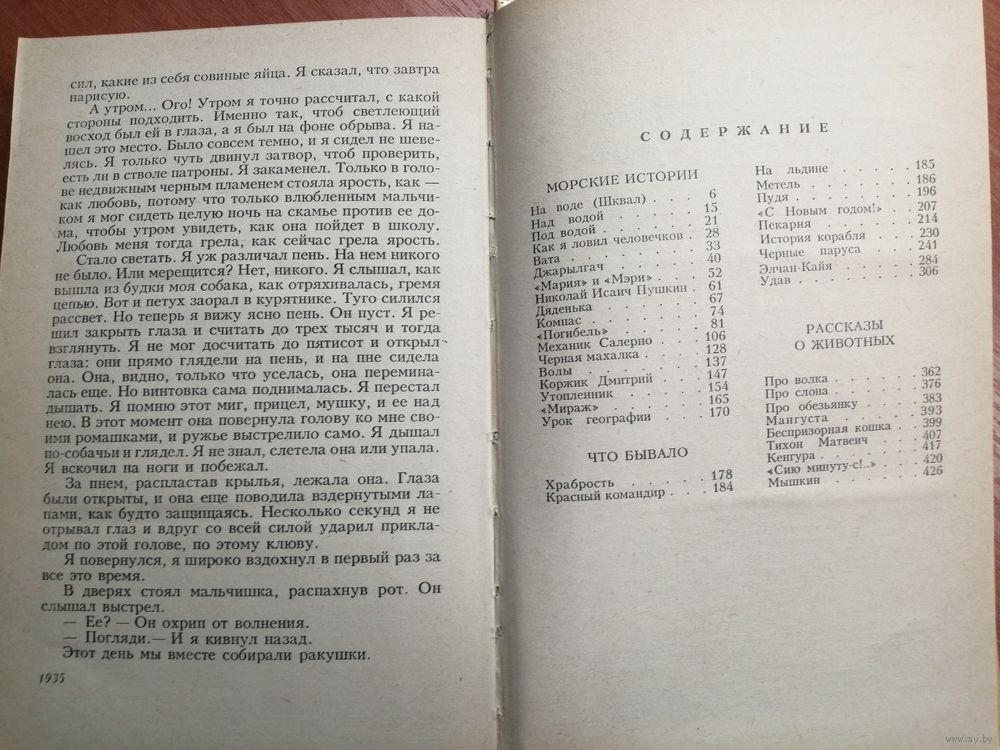 сил, какие из себя совиные яйца. Я сказал, что завтра
нарисую.
А утром... Ого! Утром я точно рассчитал, с какой
стороны подходить. Именно так, чтоб светлеющий
восход был ей в глаза, а я был на фоне обрыва. Я на-
шел это место. Было совсем темно, и я сидел не шеве-
лясь. Я только чуть двинул затвор, чтоб проверить,
есть ли в стволе патроны. Я закаменел. Только в голо-
ве недвижным черным пламенем стояла ярость, как —
как любовь, потому что только влюбленным мальчи-
ком я мог сидеть целую ночь на скамье против ее до-
ма, чтобы утром увидеть, как она пойдет в школу.
Любовь меня тогда грела, как сейчас грела ярость.
Стало светать. Я уж различал пень. На нем никого
не было. Или мерещится? Нет, никого. Я слышал, как
вышла из будки моя собака, как отряхивалась, гремя
цепью. Вот и петух заорал в курятнике. Туго силился
рассвет. Но теперь я вижу ясно пень. Он пуст. Я ре-
шил закрыть глаза и считать до трех тысяч и тогда
взглянуть. Я не мог досчитать до пятисот и открыл
глаза: они прямо глядели на пень, и на пне сидела
она. Она, видно, только что уселась, она перемина-
лась еще. Но винтовка сама поднималась. Я перестал
дышать. Я помню этот миг, прицел, мушку, и ее над
нею. В этот момент она повернула голову ко мне сво-
ими ромашками, и ружье выстрелило само. Я дышал
по-собачьи и глядел. Я не знал, слетела она или упала.
Я вскочил на ноги и побежал.
За пнем, распластав крылья, лежала она. Глаза
были открыты, и она еще поводила вздернутыми ла-
пами, как будто защищаясь. Несколько секунд я не
отрывал глаз и вдруг со всей силой ударил прикла-
дом по этой голове, по этому клюву.
Я повернулся, я широко вздохнул в первый раз за
все это время.
В дверях стоял мальчишка, распахнув рот. Он
слышал выстрел.
— Ее? — Он охрип от волнения.
— Погляди.— И я кивнул назад.
Этот день мы вместе собирали ракушки.
1935
СОДЕРЖАНИЕ
МОРСКИЕ ИСТОРИИ
На воде (Шквал) . . . 6
Над водой . . . . 15
Под водой . . . . . 21
Как я ловил человечков . 28
Вата . . . . . . 33
Джарылгач . . . . 40
«Мария» и «Мэри» . . . 52
Николай Исаич Пушкин . 61
Дяденька . . . . . 67
Компас . . . . . 74
«Погибель» . . . . 81
Механик Салерно . . . 106
Черная махалка . . . 128
Волы . . . . . . 137
Коржик Дмитрий . . . 147
Утопленник . . . . 154
«Мираж» . . . . . 165
Урок географии . . . 170
ЧТО БЫВАЛО
Храбрость . . . . 178
Красный командир . . . 184
На льдине . . . . 185
Метель . . . . . 186
Пудя . . . . . . 196
«С Новым годом!» . . . 207
Пекарня . . . . . 214
История корабля . . . 230
Черные паруса . . . 241
Элчан-Кайя . . . . 284
Удав . . . . . . 306
РАССКАЗЫ
О ЖИВОТНЫХ
Про волка . . . . . 362
Про слона . . . . . 376
Про обезьянку . . . . 383
Мангуста . . . . . 393
Беспризорная кошка . . 399
Тихон Матвеич . . . 407
Кенгура . . . . . 417
«Сию минуту-с!..» . . . 420
Мышкин . . . . . 426
www.ay.by